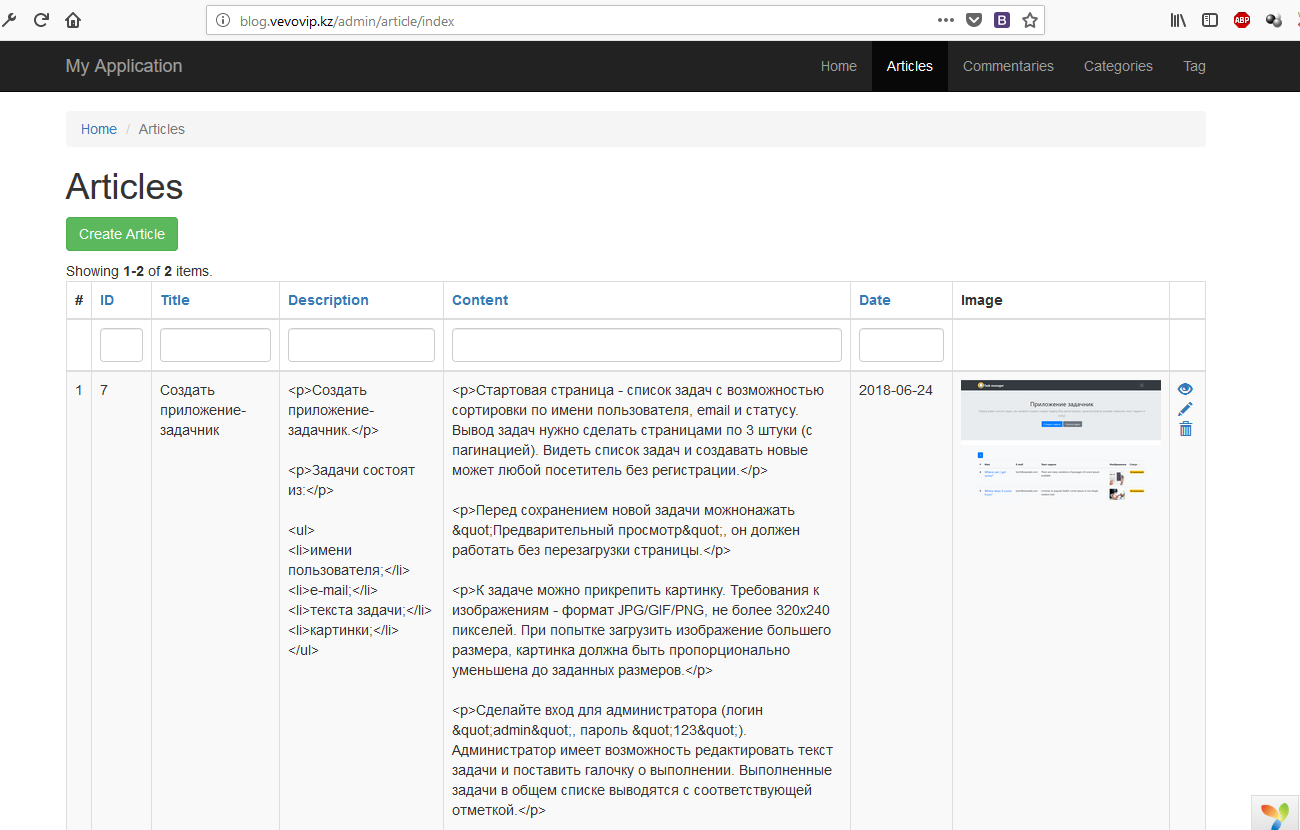 blog.vevovip.kz/admin/article/index
B
ABP
My Application
Home
Articles
Commentaries
Categories
Tag
Home / Articles
Articles
Create Article
Showing 1-2 of 2 items.
# ID Title Description Content Date Image
1
7
Создать
приложение-
задачник
<p>Создать
приложение-
задачник.</p>
<p>Задачи состоят
из:</p>
<ul>
<li>имени
пользователя;</li>
<li>e-mail;</li>
<li>текста задачи;</li>
<li>картинки;</li>
</ul>
<p>Стартовая страница - список задач с возможностью
сортировки по имени пользователя, email и статусу.
Вывод задач нужно сделать страницами по 3 штуки (с
пагинацией). Видеть список задач и создавать новые
может любой посетитель без регистрации.</p>
<p>Перед сохранением новой задачи можнонажать
&quot;Предварительный просмотр&quot;, он должен
работать без перезагрузки страницы.</p>
<p>К задаче можно прикрепить картинку. Требования к
изображениям - формат JPG/GIF/PNG, не более 320х240
пикселей. При попытке загрузить изображение большего
размера, картинка должна быть пропорционально
уменьшена до заданных размеров.</p>
<p>Сделайте вход для администратора (логин
&quot;admin&quot;, пароль &quot;123&quot;).
Администратор имеет возможность редактировать текст
задачи и поставить галочку о выполнении. Выполненные
задачи в общем списке выводятся с соответствующей
отметкой.</p>
2018-06-24
Task manager
Приложение задачник